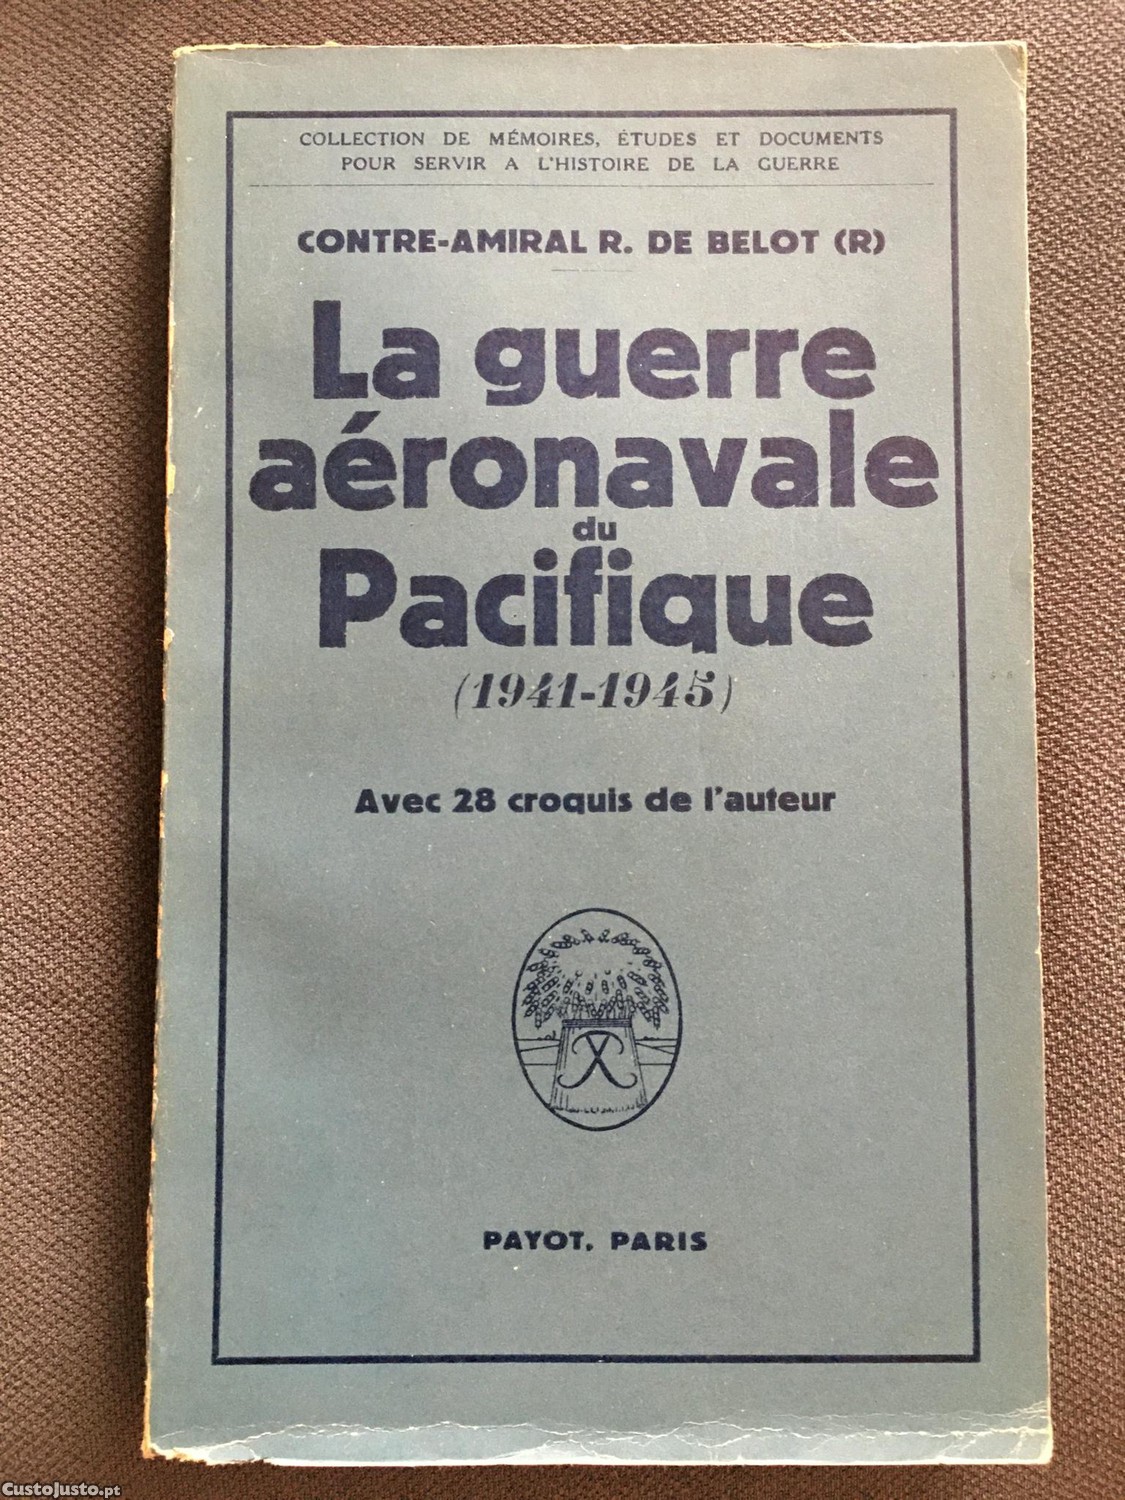 COLLECTION DE MÉMOIRES, ÉTUDES ET DOCUMENTS
POUR SERVIR A L'HISTOIRE DE LA GUERRE
CONTRE-AMIRAL R. DE BELOT (R)
La guerre
aéronavale
du
Pacifique
(1941-1945)
Avec 28 croquis de l'auteur
PAYOT, PARIS
CustoJusto.pt